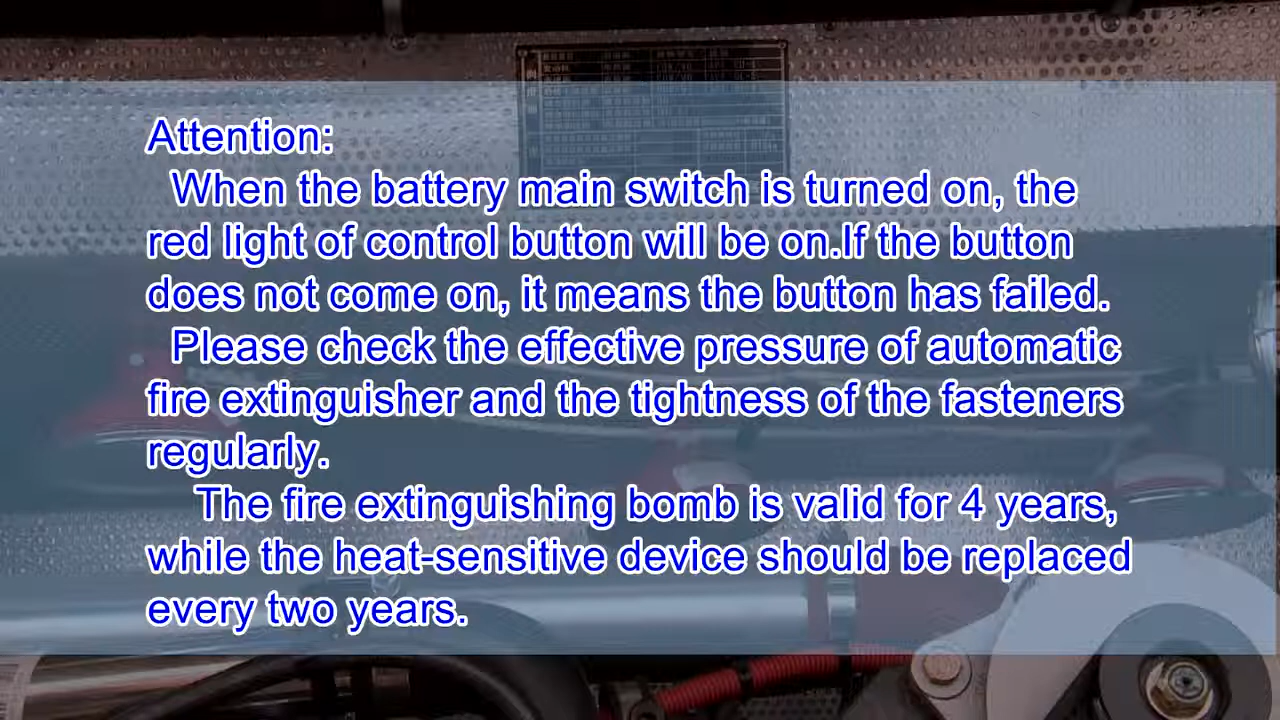 Attention:
When the battery main switch is turned on, the
red light of control button will be on.If the button
does not come on, it means the button has failed.
Please check the effective pressure of automatic
fire extinguisher and the tightness of the fasteners
regularly.
The fire extinguishing bomb is valid for 4 years,
while the heat-sensitive device should be replaced
every two years.